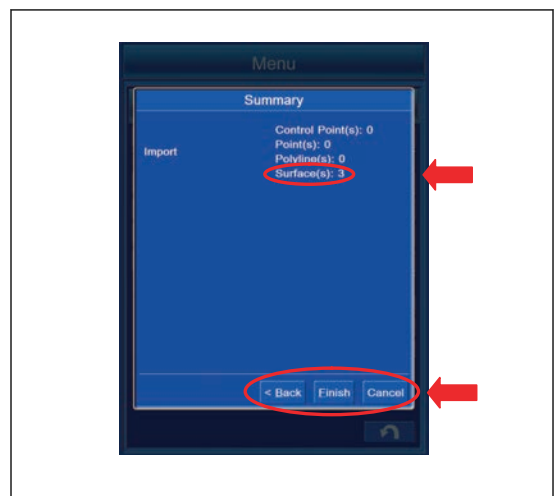 Menu
Summary
Import
Control Point(s): 0
Point(s): 0
Polyline(s): 0
Surface(s): 3
< Back Finish Cancel